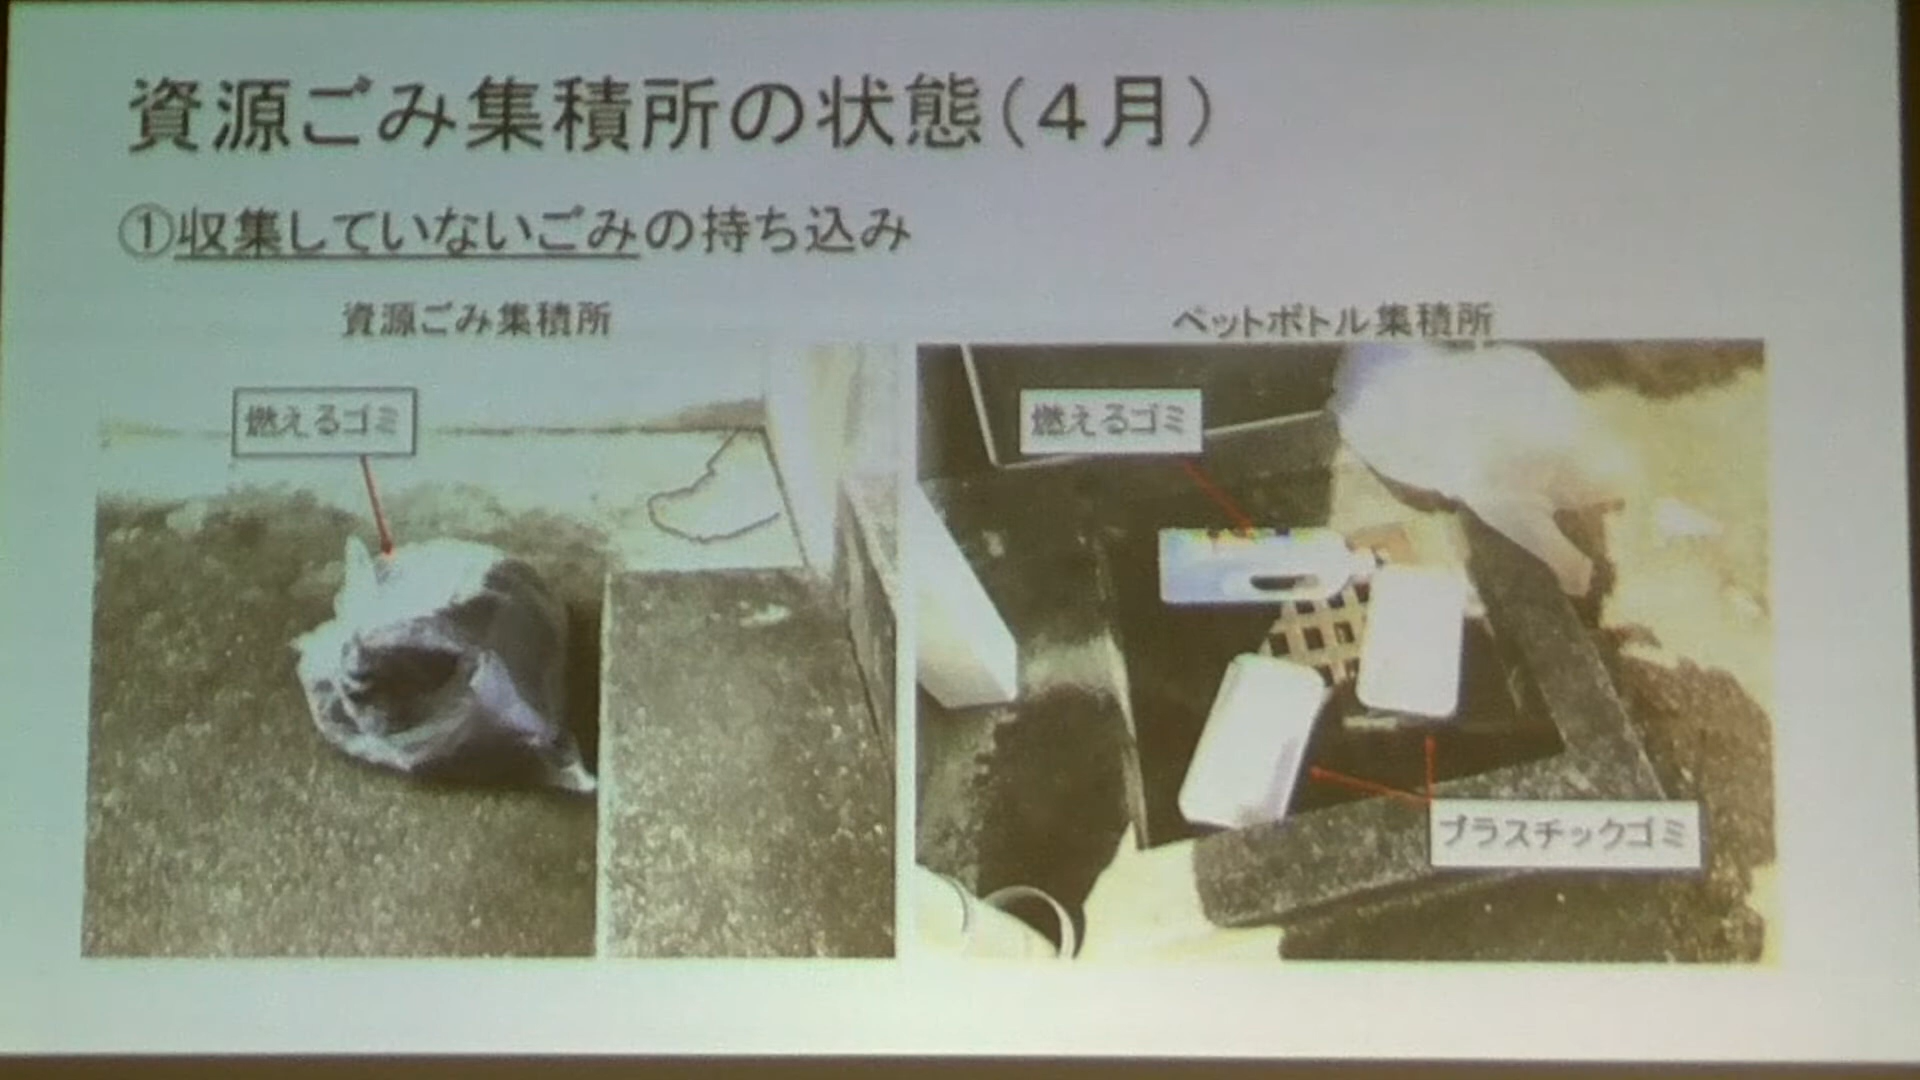 資源ごみ集積所の状態(４月)
①収集していないごみの持ち込み
資源ごみ集積所
ペットボトル集積所
燃えるゴミ
燃えるゴミ
プラスチックゴミ